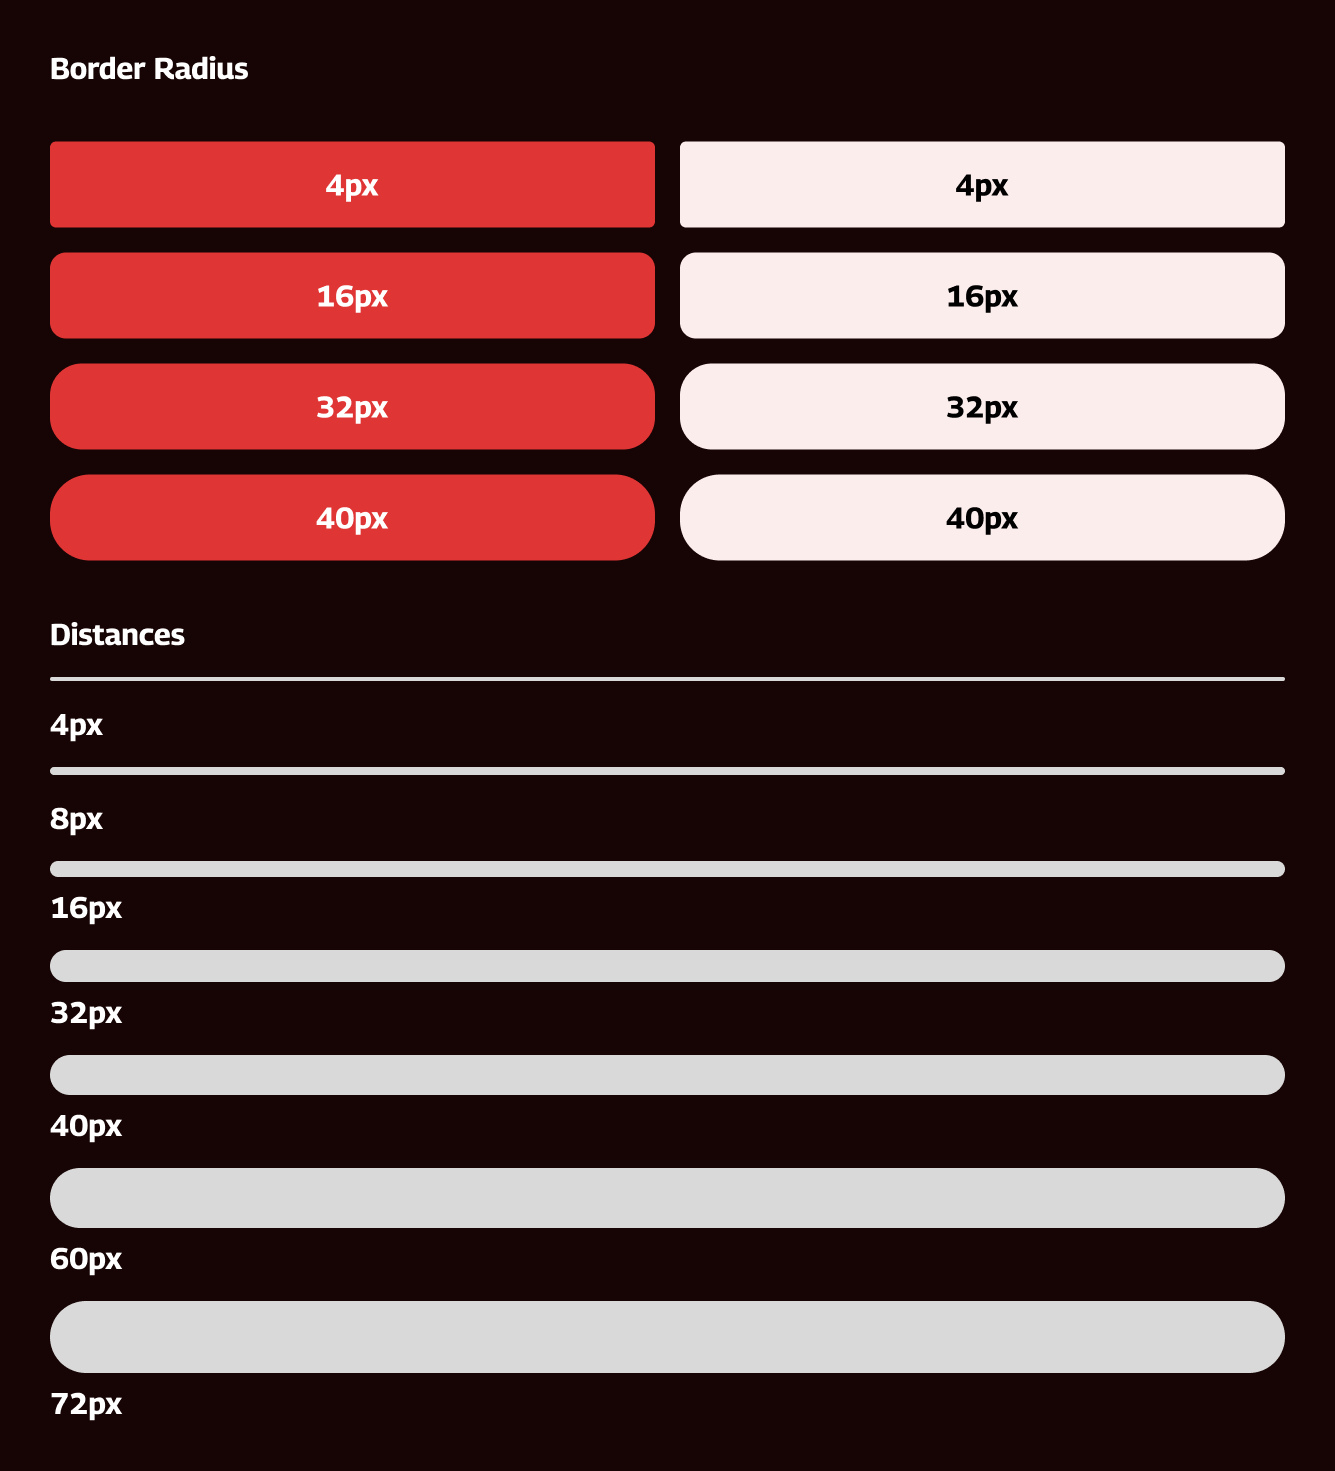 Border Radius
4px 4px
16px 16px
32px 32px
40px 40px
Distances
4px
8px
16px
32px
40px
60px
72px